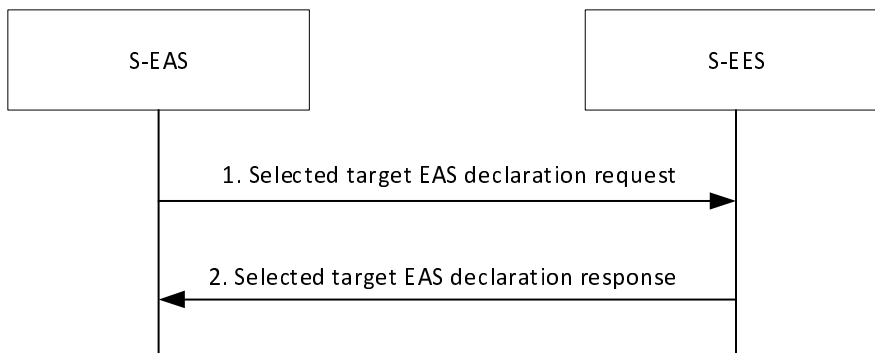 S-EAS
S-EES
1. Selected target EAS declaration request
2. Selected target EAS declaration response